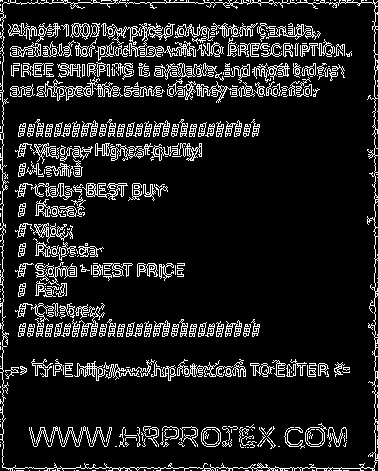 Almost 1000 low priced drugs from Canada,
available for purchase with NO PRESCRIPTION.
FREE SHIPPING is available, and most orders
are shipped the same day they are ordered.
##########################
# Viagra - Highest quality!
# Levitra
# Cialis - BEST BUY
# Prozac
# Vioxx
# Propecia
# Soma - BEST PRICE
# Paxil
# Celebrex
##########################
=> TYPE http://www.hrprotex.com TO ENTER <=
WWW.HRPROTEX.COM